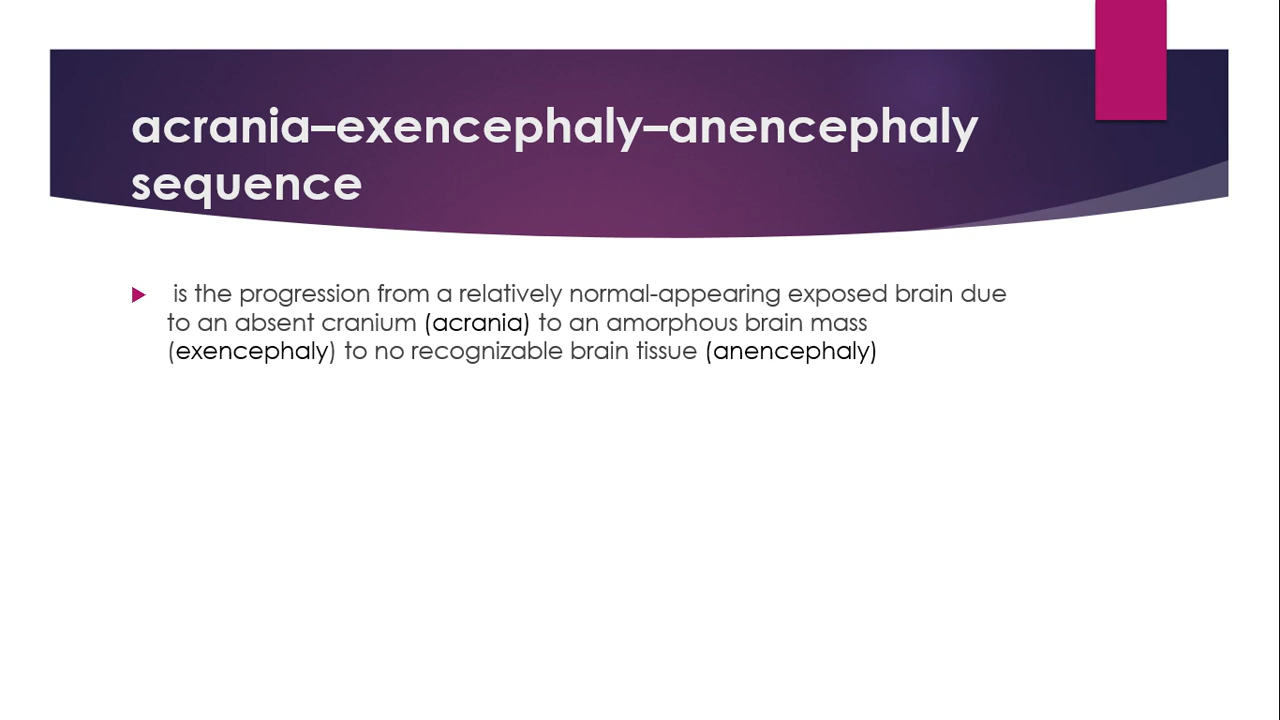 acrania–exencephaly–anencephaly
sequence
is the progression from a relatively normal-appearing exposed brain due
to an absent cranium (acrania) to an amorphous brain mass
(exencephaly) to no recognizable brain tissue (anencephaly)